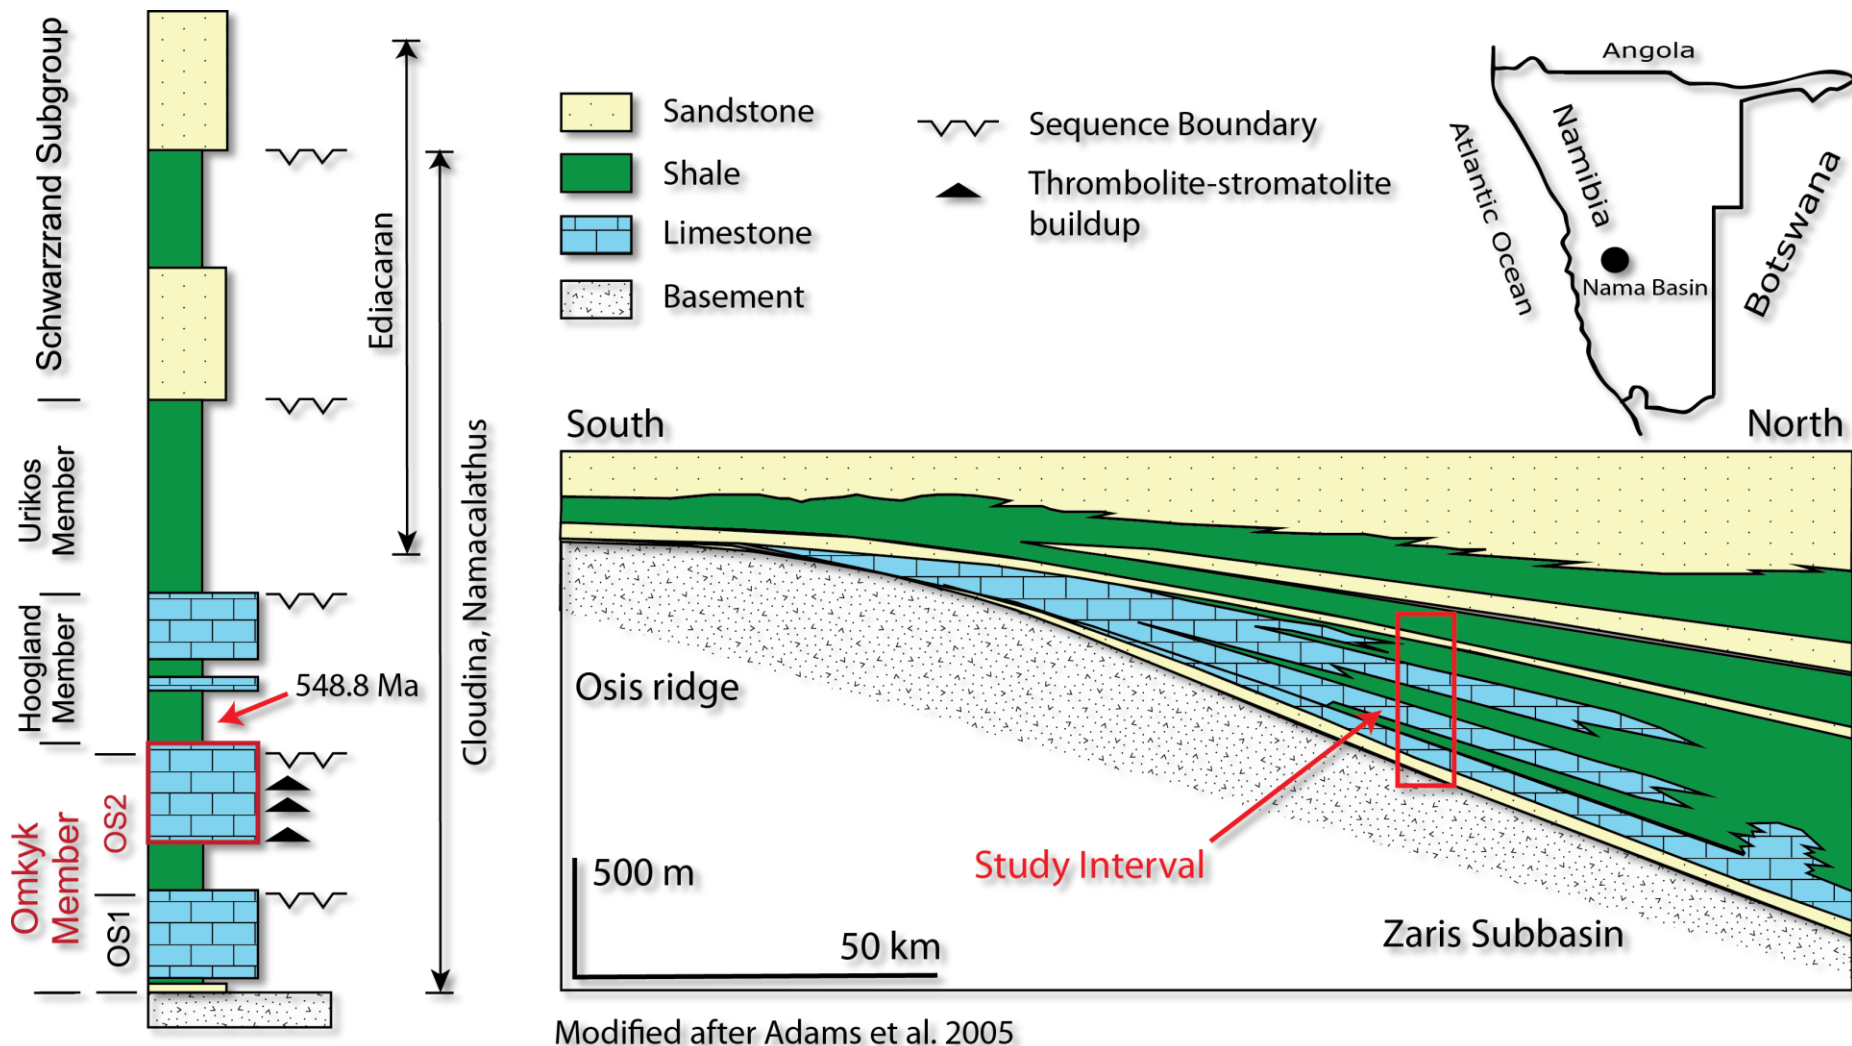 Schwarzrand Subgroup
Urikos
Member
Hoogland
Member
Omkyk
Member
OS2
OS1
548.8 Ma
Ediacaran
Cloudina, Namacalathus
Sandstone
Shale
Limestone
Basement
Sequence Boundary
Thrombolite-stromatolite
buildup
Angola
Namibia
Atlantic Ocean
Nama Basin
Botswana
South
North
Osis ridge
Study Interval
500 m
50 km
Zaris Subbasin
Modified after Adams et al. 2005